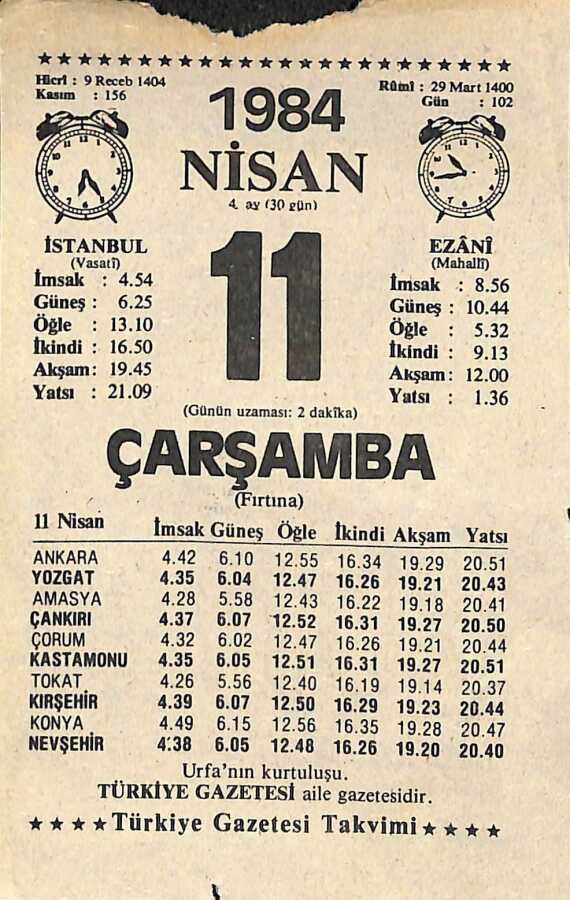 ★★★★★★★★★★★★★★★★★★★★★★★★
Hicrî : 9 Receb 1404
Kasım : 156
Rûmî : 29 Mart 1400
Gün : 102
1984
NİSAN
4. ay (30 gün)
11
İSTANBUL
(Vasatî)
İmsak : 4.54
Güneş : 6.25
Öğle : 13.10
İkindi : 16.50
Akşam : 19.45
Yatsı : 21.09
EZÂNÎ
(Mahallî)
İmsak : 8.56
Güneş : 10.44
Öğle : 5.32
İkindi : 9.13
Akşam : 12.00
Yatsı : 1.36
(Günün uzaması: 2 dakîka)
ÇARŞAMBA
(Fırtına)
11 Nisan İmsak Güneş Öğle İkindi Akşam Yatsı
ANKARA 4.42 6.10 12.55 16.34 19.29 20.51
YOZGAT 4.35 6.04 12.47 16.26 19.21 20.43
AMASYA 4.28 5.58 12.43 16.22 19.18 20.41
ÇANKIRI 4.37 6.07 12.52 16.31 19.27 20.50
ÇORUM 4.32 6.02 12.47 16.26 19.21 20.44
KASTAMONU 4.35 6.05 12.51 16.31 19.27 20.51
TOKAT 4.26 5.56 12.40 16.19 19.14 20.37
KIRŞEHİR 4.39 6.07 12.50 16.29 19.23 20.44
KONYA 4.49 6.15 12.56 16.35 19.28 20.47
NEVŞEHİR 4.38 6.05 12.48 16.26 19.20 20.40
Urfa'nın kurtuluşu.
TÜRKİYE GAZETESİ aile gazetesidir.
★★★★Türkiye Gazetesi Takvimi★★★★